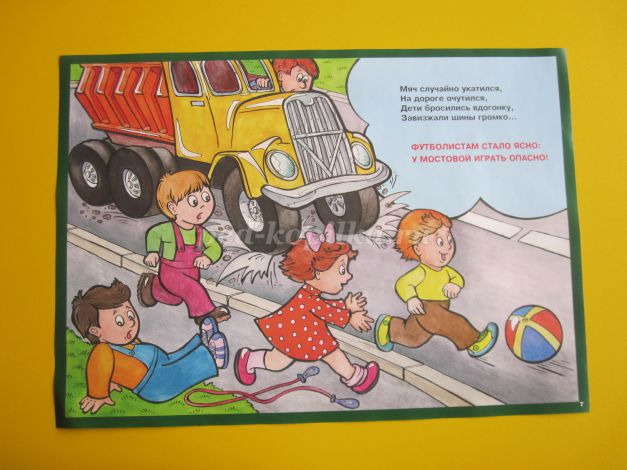 Мяч случайно укатился,
На дороге очутился,
Дети бросились вдогонку,
Завизжали шины громко...
ФУТБОЛИСТАМ СТАЛО ЯСНО:
У МОСТОВОЙ ИГРАТЬ ОПАСНО!
7